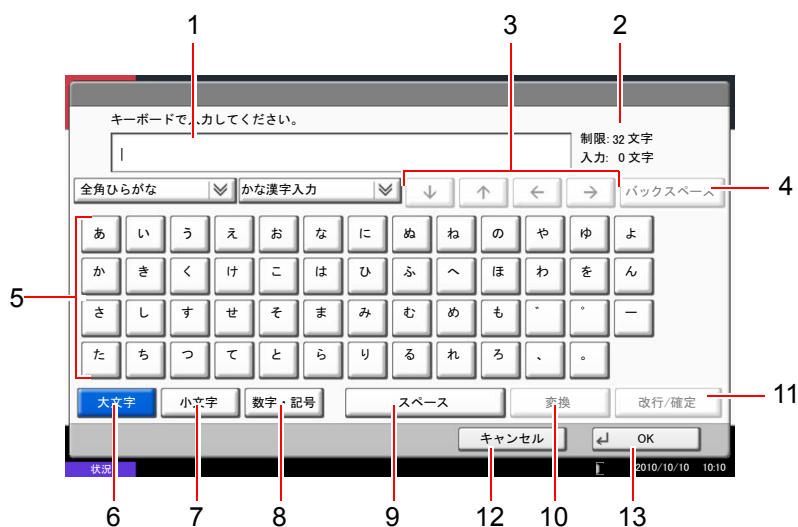 1
3
2
キーボードで入力してください。
制限: 32 文字
入力: 0 文字
全角ひらがな かな漢字入力 ↓ ↑ ← → バックスペース
4
あ い う え お な に ぬ ね の や ゆ よ
か き く け こ は ひ ふ へ ほ わ を ん
5
さ し す せ そ ま み む め も ゛ ゜ ー
た ち つ て と ら り る れ ろ 、 。
大文字 小文字 数字・記号 スペース 変換 改行/確定
11
キャンセル OK
状況 2010/10/10 10:10
6 7 8 9 12 10 13